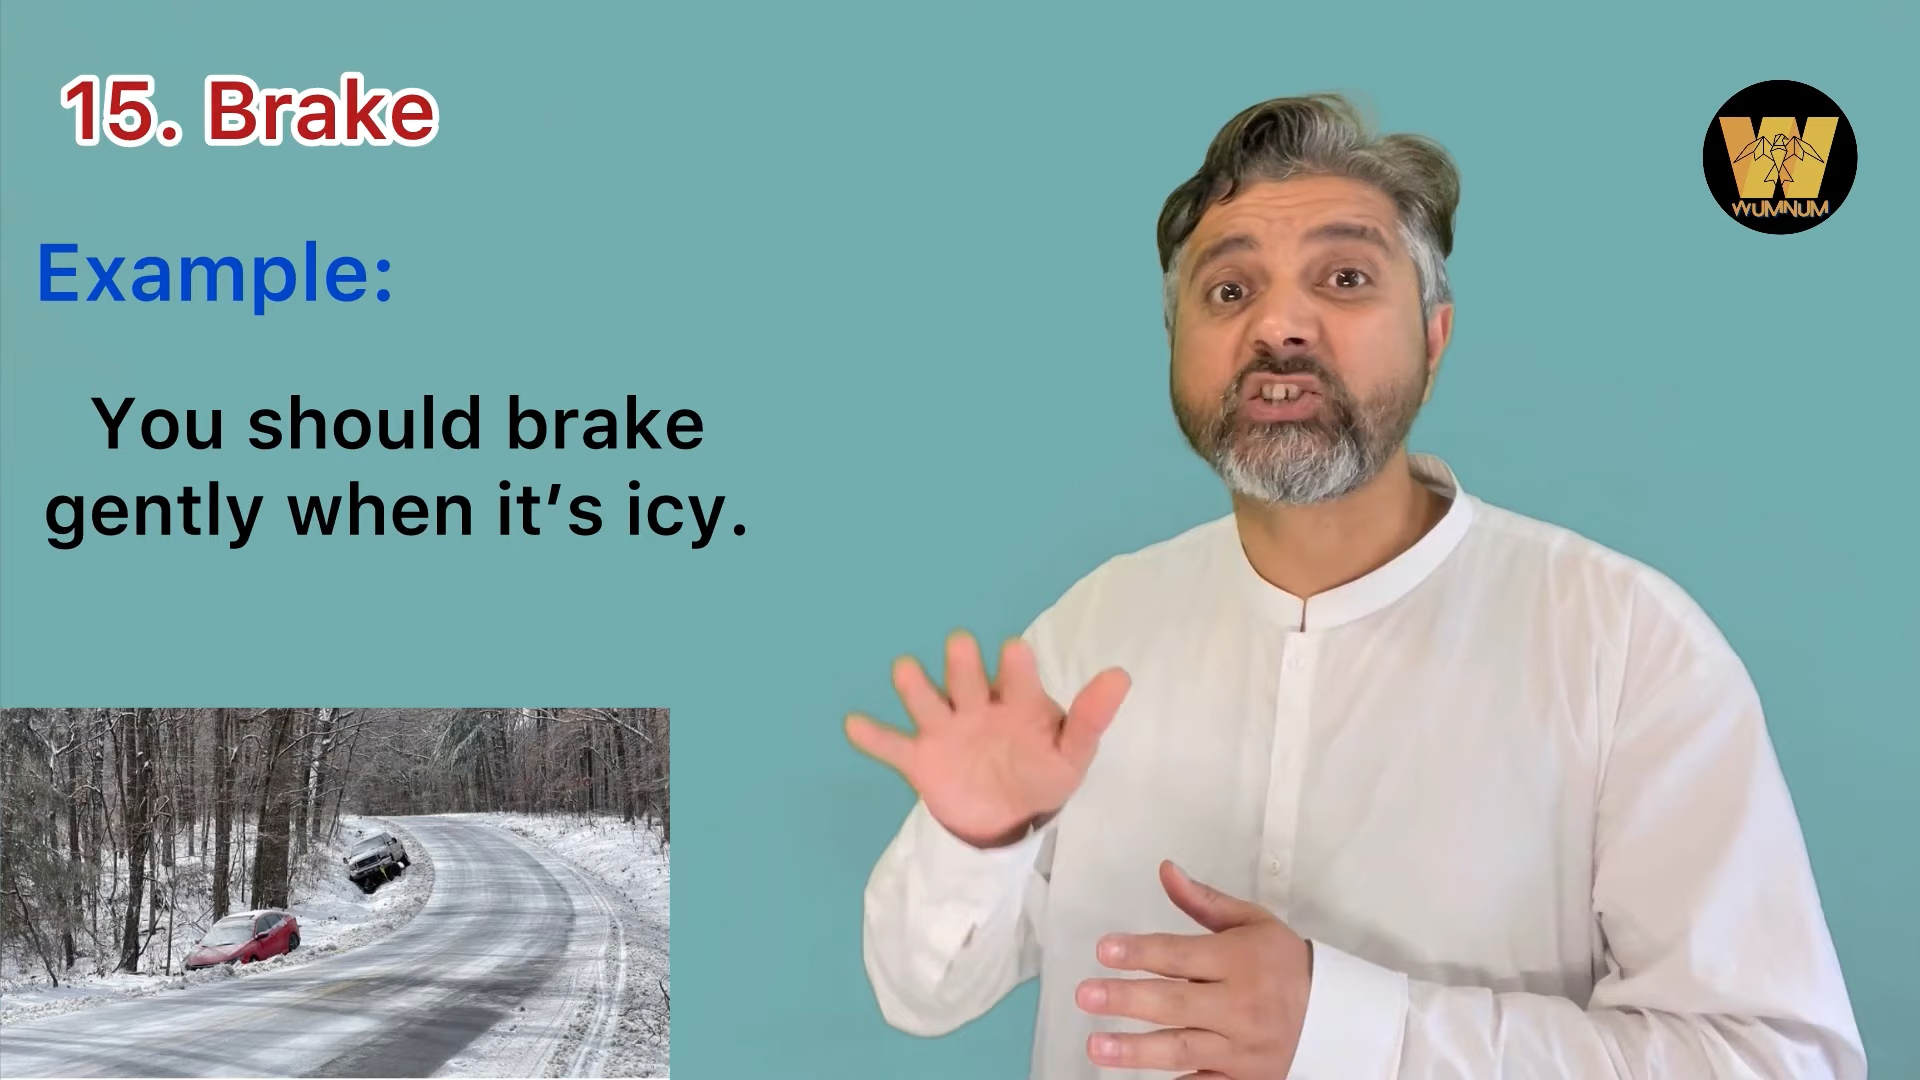 15. Brake
WUMNUM
Example:
You should brake
gently when it’s icy.